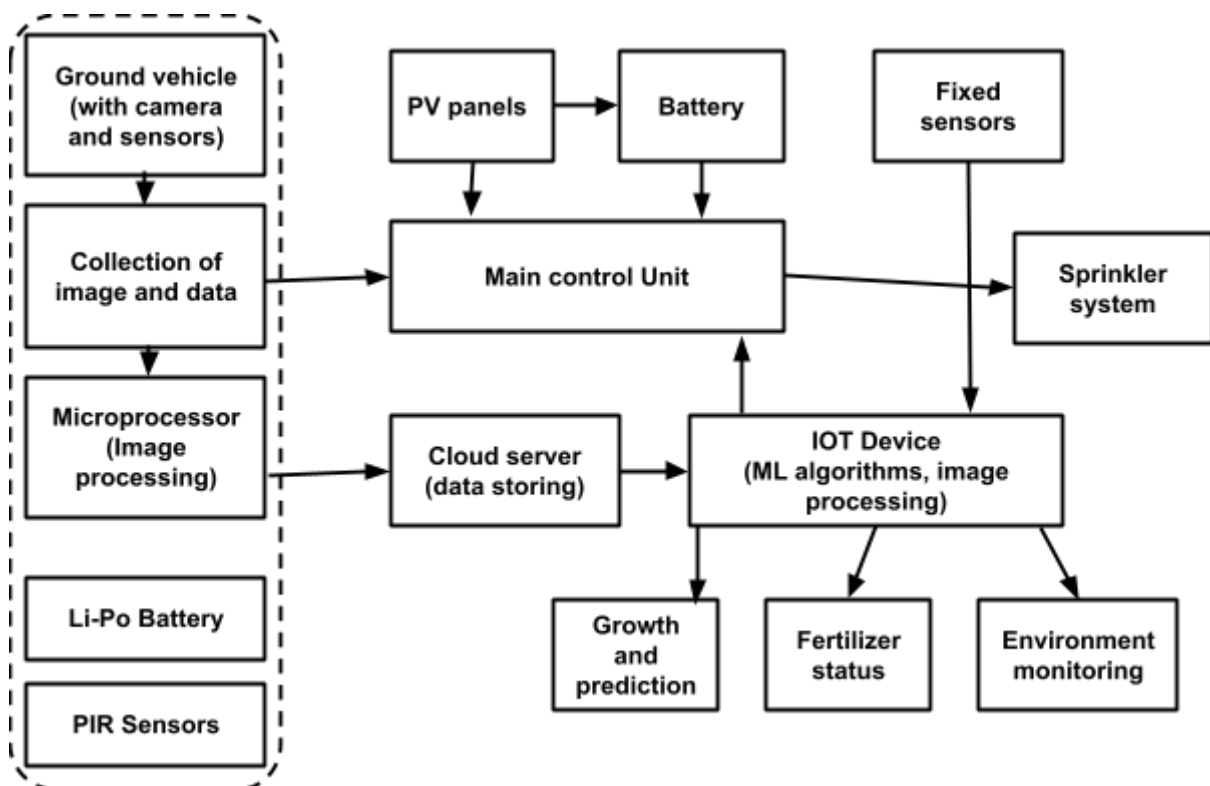 Ground vehicle
(with camera
and sensors)
PV panels
Battery
Fixed
sensors
Collection of
image and data
Main control Unit
Sprinkler
system
Microprocessor
(Image
processing)
Cloud server
(data storing)
IOT Device
(ML algorithms, image
processing)
Li-Po Battery
Growth
and
prediction
Fertilizer
status
Environment
monitoring
PIR Sensors